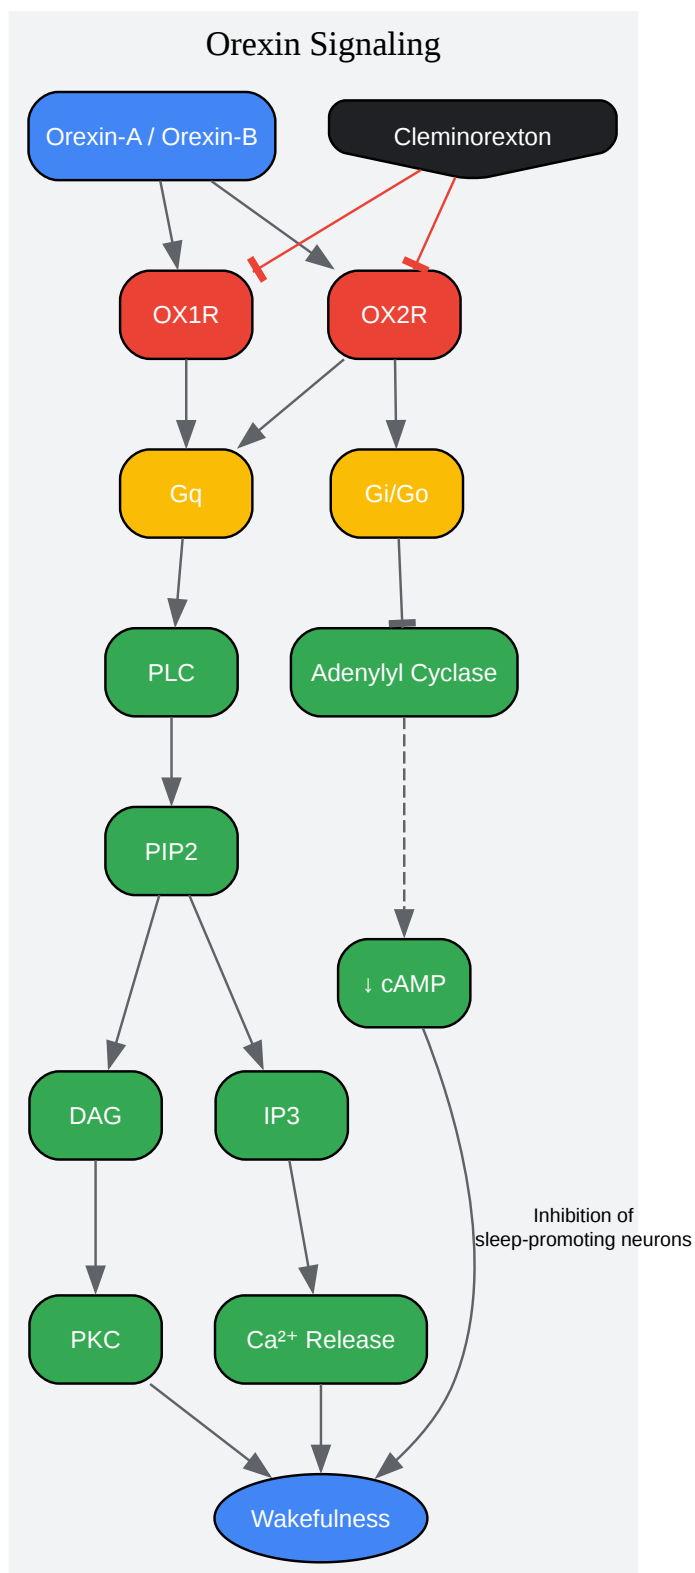 Orexin Signaling
Orexin-A / Orexin-B
Cleminorexton
OX1R
OX2R
Gq
Gi/Go
PLC
Adenylyl Cyclase
PIP2
↓ cAMP
DAG
IP3
Inhibition of
sleep-promoting neurons
PKC
Ca²⁺ Release
Wakefulness